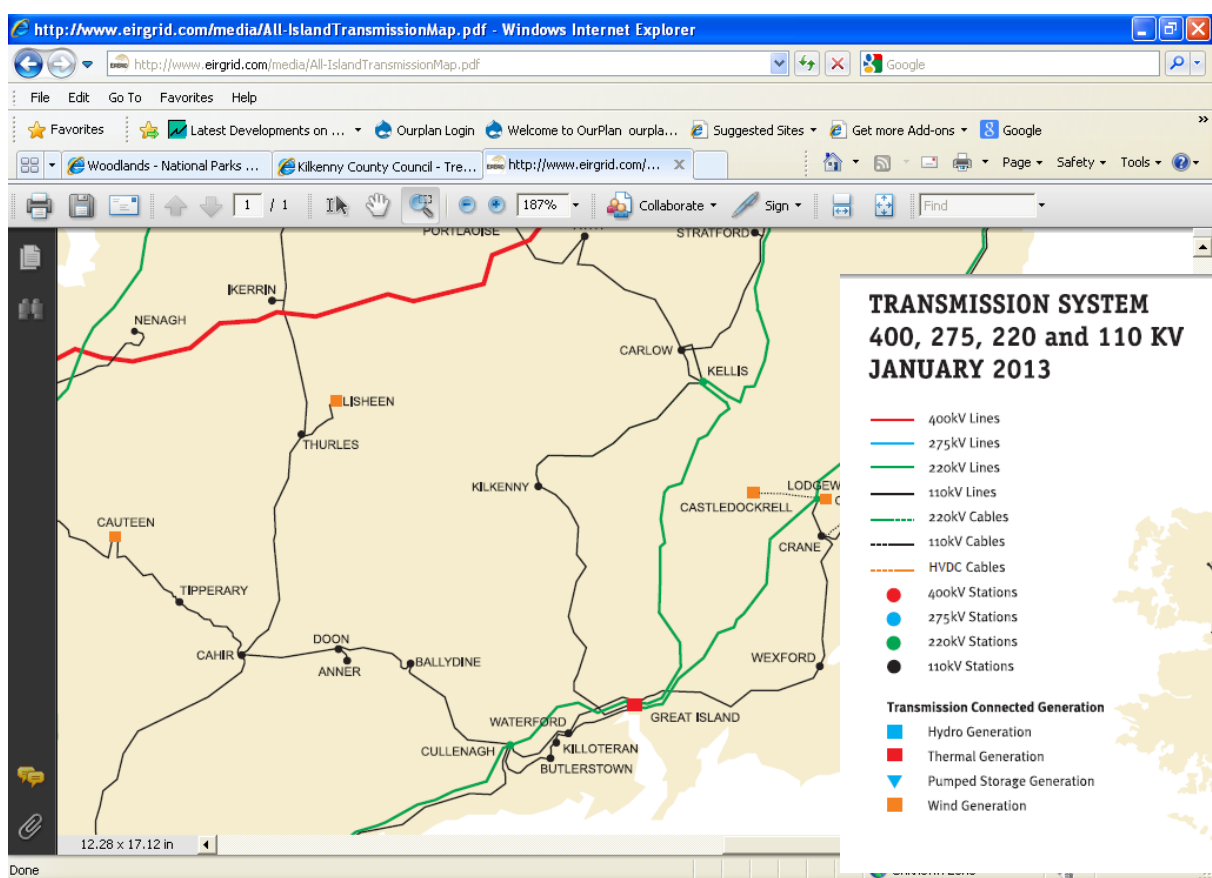 http://www.eirgrid.com/media/All-IslandTransmissionMap.pdf - Windows Internet Explorer
http://www.eirgrid.com/media/All-IslandTransmissionMap.pdf
Google
File Edit Go To Favorites Help
Favorites Latest Developments on ... Ourplan Login Welcome to OurPlan ourpla... Suggested Sites Get more Add-ons Google
Woodlands - National Parks ... Kilkenny County Council - Tre... http://www.eirgrid.com/... Page Safety Tools
1 / 1 187% Collaborate Sign Find
PORTLAOISE
STRATFORD
IKERRIN
NENAGH
CARLOW
KELLIS
LISHEEN
THURLES
KILKENNY
CASTLEDOCKRELL
CRANE
CAUTEEN
TIPPERARY
CAHIR
DOON
ANNER
BALLYDINE
WEXFORD
WATERFORD
GREAT ISLAND
CULLENAGH
KILLOTERAN
BUTLERSTOWN
TRANSMISSION SYSTEM
400, 275, 220 and 110 KV
JANUARY 2013
400kV Lines
275kV Lines
220kV Lines
110kV Lines
220kV Cables
110kV Cables
HVDC Cables
400kV Stations
275kV Stations
220kV Stations
110kV Stations
Transmission Connected Generation
Hydro Generation
Thermal Generation
Pumped Storage Generation
Wind Generation
12.28 x 17.12 in
Done